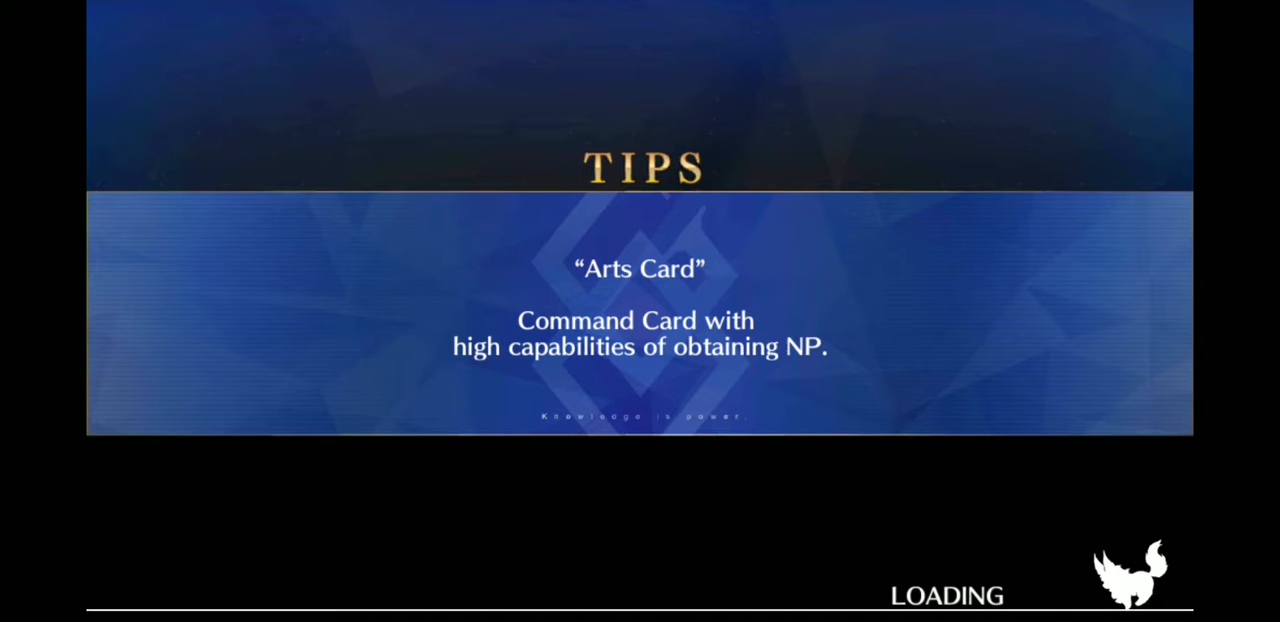 TIPS
“Arts Card”
Command Card with
high capabilities of obtaining NP.
Knowledge is power.
LOADING